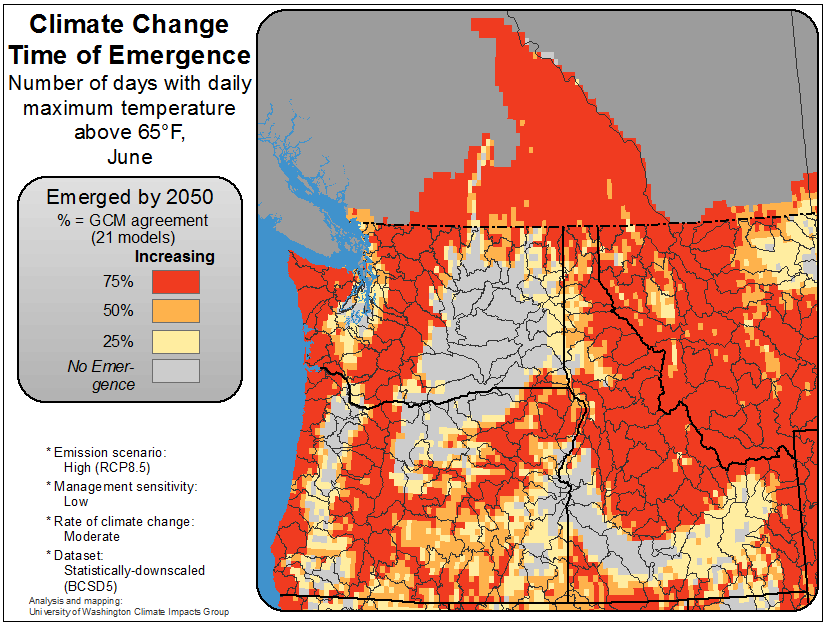 Climate Change
Time of Emergence
Number of days with daily
maximum temperature
above 65°F,
June
Emerged by 2050
% = GCM agreement
(21 models)
Increasing
75%
50%
25%
No Emer-
gence
* Emission scenario:
High (RCP8.5)
* Management sensitivity:
Low
* Rate of climate change:
Moderate
* Dataset:
Statistically-downscaled
(BCSD5)
Analysis and mapping:
University of Washington Climate Impacts Group